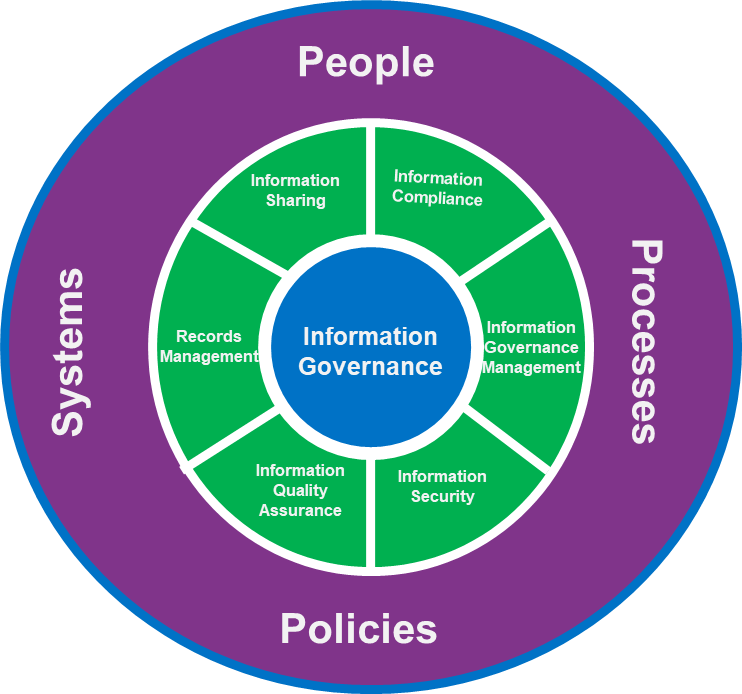 People
Information
Sharing
Information
Compliance
Systems
Records
Management
Information
Governance
Information
Governance
Management
Processes
Information
Quality
Assurance
Information
Security
Policies